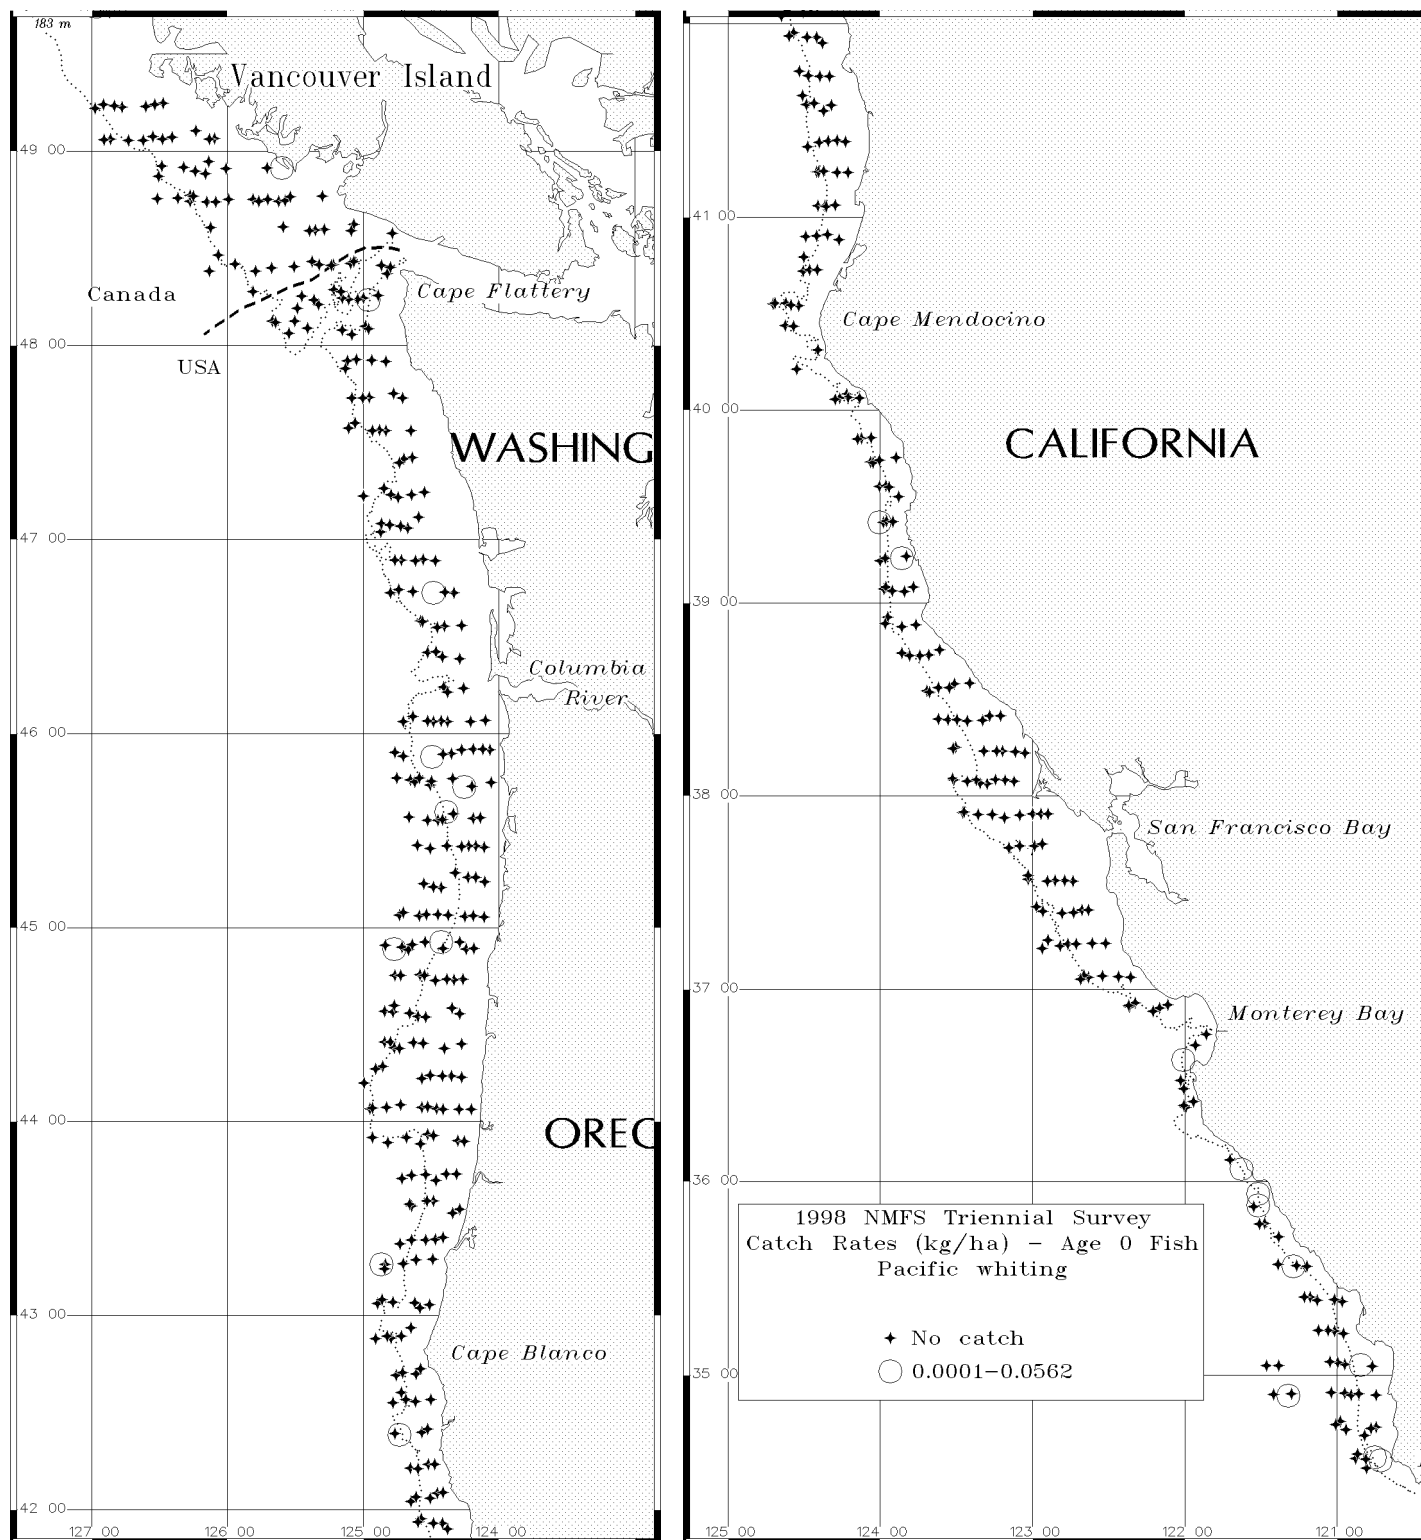 183 m
Vancouver Island
49 00
Canada
Cape Flattery
48 00
USA
WASHING
47 00
Columbia
River
46 00
45 00
44 00
OREG
43 00
Cape Blanco
42 00
127 00
126 00
125 00
124 00
41 00
Cape Mendocino
40 00
CALIFORNIA
39 00
38 00
San Francisco Bay
37 00
Monterey Bay
36 00
1998 NMFS Triennial Survey
Catch Rates (kg/ha) - Age 0 Fish
Pacific whiting
No catch
0.0001-0.0562
35 00
125 00
124 00
123 00
122 00
121 00